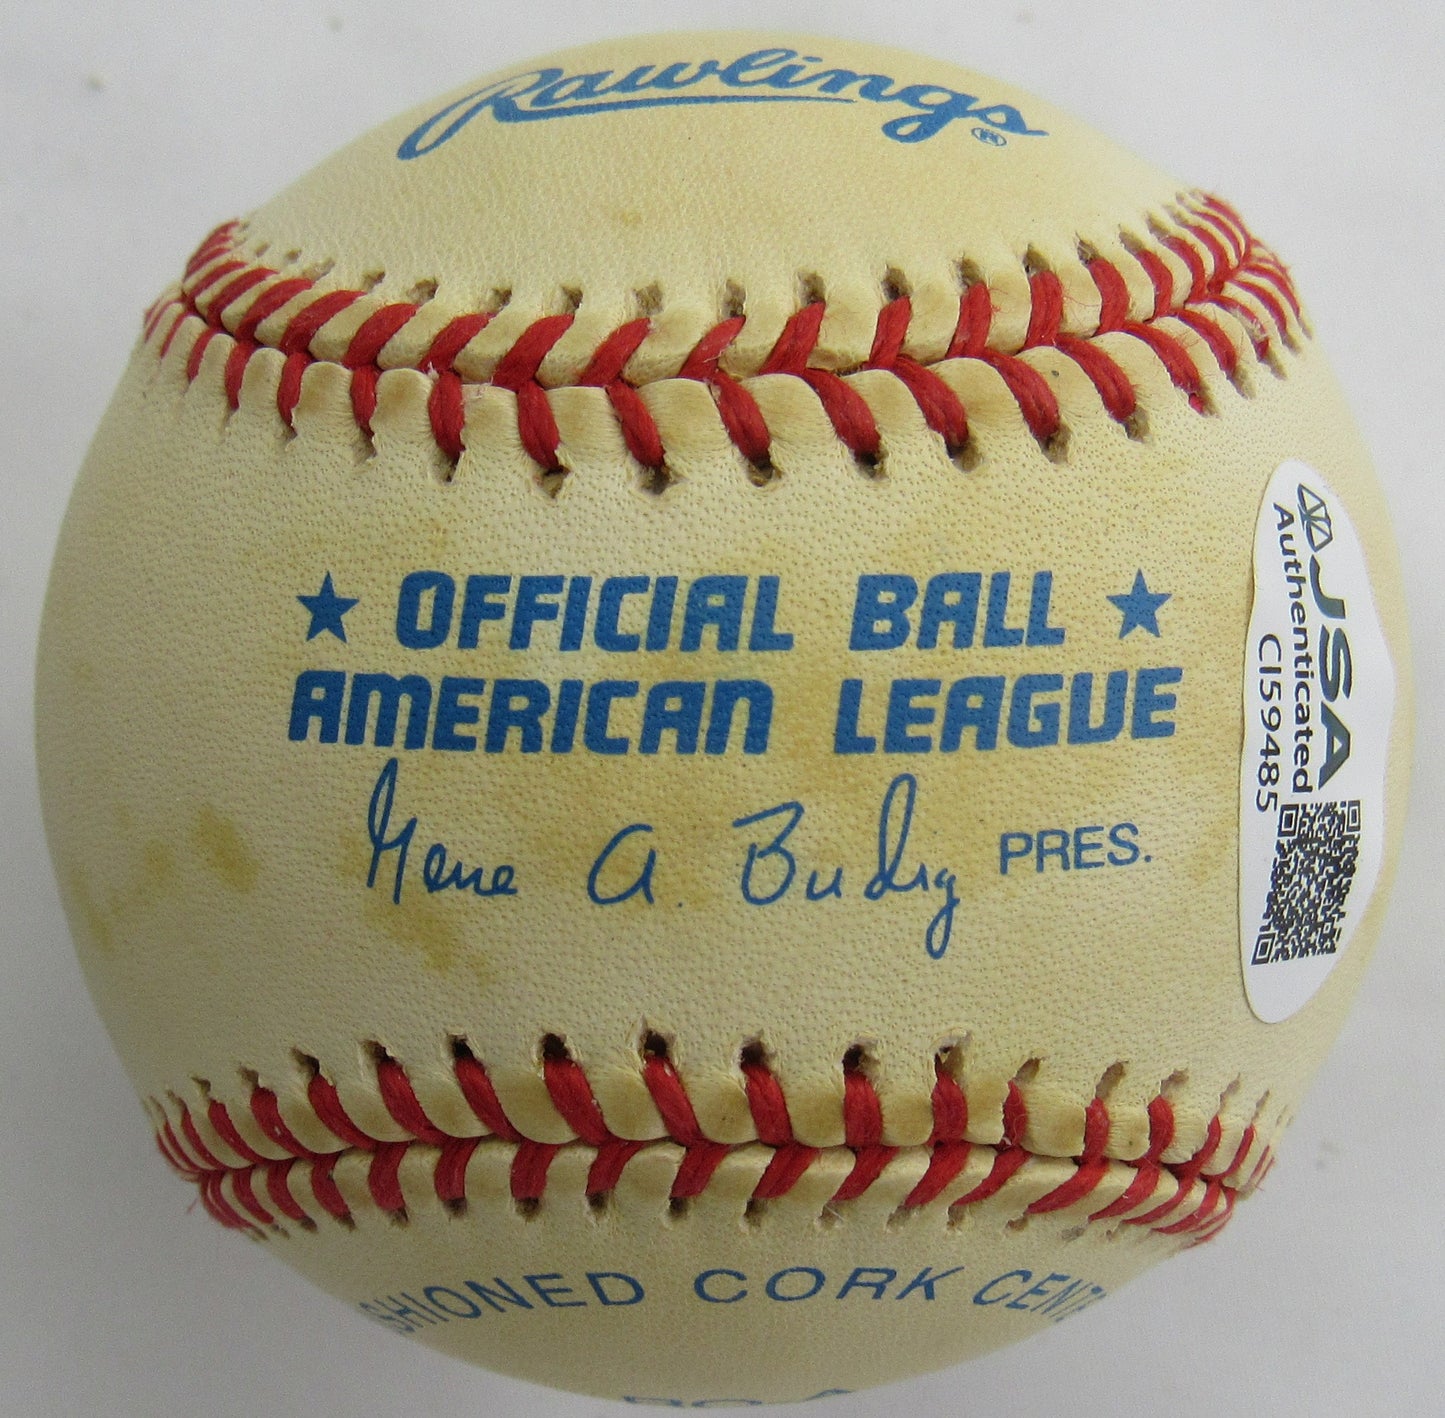 Rawlings ®
★ OFFICIAL BALL ★
AMERICAN LEAGUE
Gene A. Budig PRES.
SHIONED CORK CENT
JSA
Authenticated
CI59485